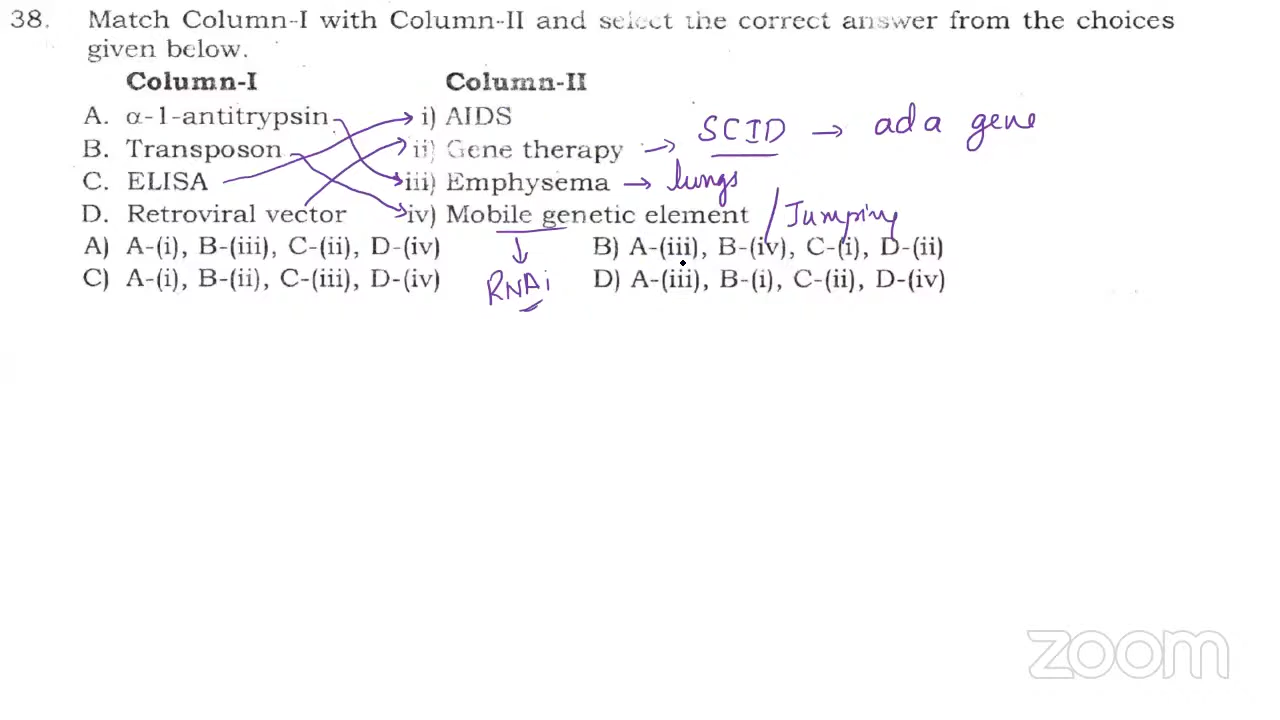 38. Match Column-I with Column-II and select the correct answer from the choices
given below.
Column-I Column-II
A. α-1-antitrypsin i) AIDS
B. Transposon ii) Gene therapy → SCID → ada gene
C. ELISA iii) Emphysema → lungs
D. Retroviral vector iv) Mobile genetic element / Jumping
A) A-(i), B-(iii), C-(ii), D-(iv) B) A-(iii), B-(iv), C-(i), D-(ii)
C) A-(i), B-(ii), C-(iii), D-(iv) D) A-(iii), B-(i), C-(ii), D-(iv)
RNAi
zoom